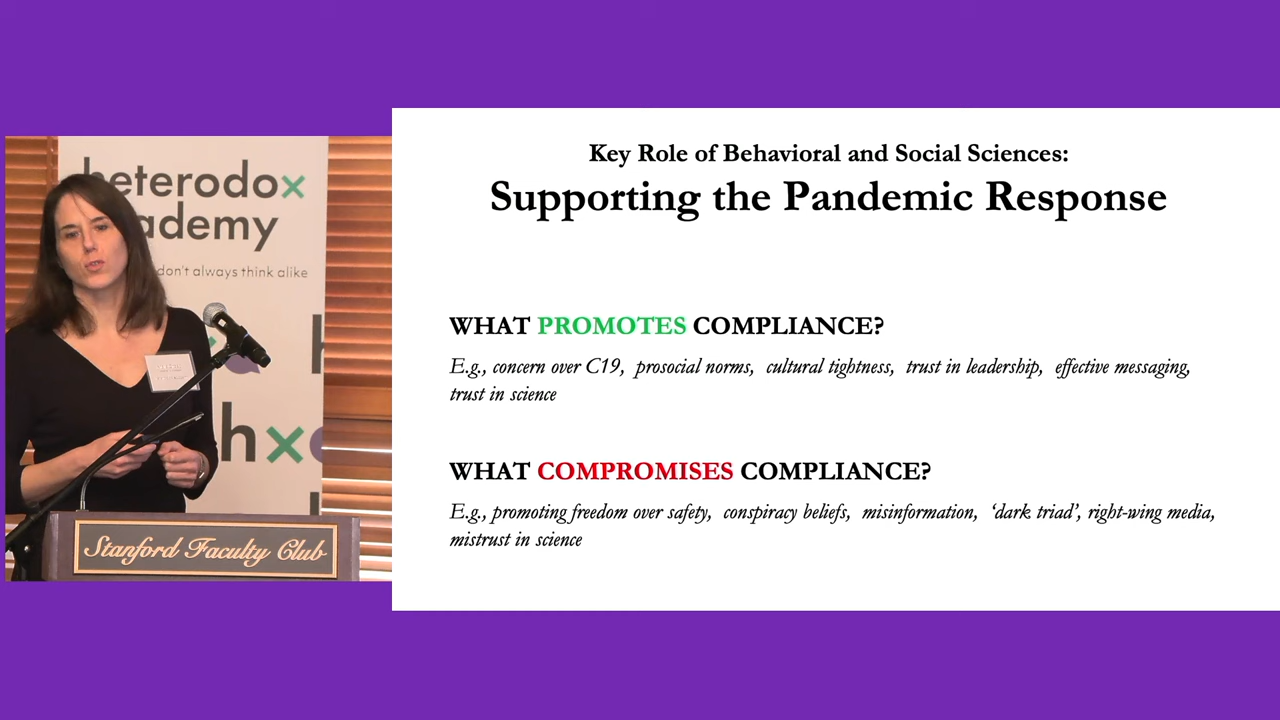 heterodox
ademy
don't always think alike
h
hx
Stanford Faculty Club
Key Role of Behavioral and Social Sciences:
Supporting the Pandemic Response
WHAT PROMOTES COMPLIANCE?
E.g., concern over C19, prosocial norms, cultural tightness, trust in leadership, effective messaging,
trust in science
WHAT COMPROMISES COMPLIANCE?
E.g., promoting freedom over safety, conspiracy beliefs, misinformation, ‘dark triad’, right-wing media,
mistrust in science